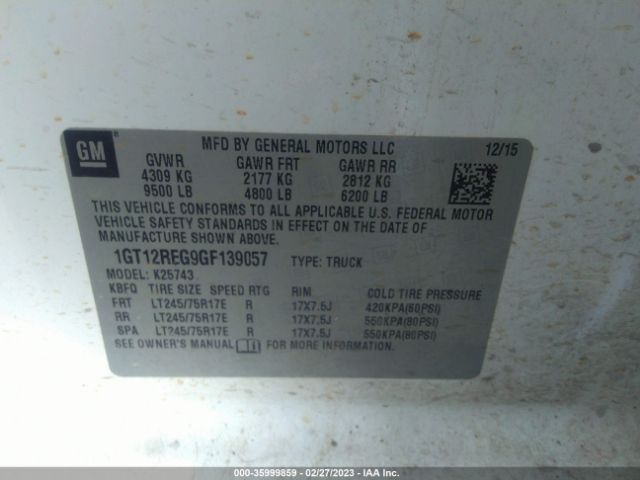 GM ®
MFD BY GENERAL MOTORS LLC 12/15
GVWR GAWR FRT GAWR RR
4309 KG 2177 KG 2812 KG
9500 LB 4800 LB 6200 LB
THIS VEHICLE CONFORMS TO ALL APPLICABLE U.S. FEDERAL MOTOR
VEHICLE SAFETY STANDARDS IN EFFECT ON THE DATE OF
MANUFACTURE SHOWN ABOVE.
1GT12REG9GF139057 TYPE: TRUCK
MODEL: K25743
KBFQ TIRE SIZE SPEED RTG RIM COLD TIRE PRESSURE
FRT LT245/75R17E R 17X7.5J 420KPA(60PSI)
RR LT245/75R17E R 17X7.5J 550KPA(80PSI)
SPA LT245/75R17E R 17X7.5J 550KPA(80PSI)
SEE OWNER'S MANUAL FOR MORE INFORMATION.
000-35999859 - 02/27/2023 - IAA Inc.